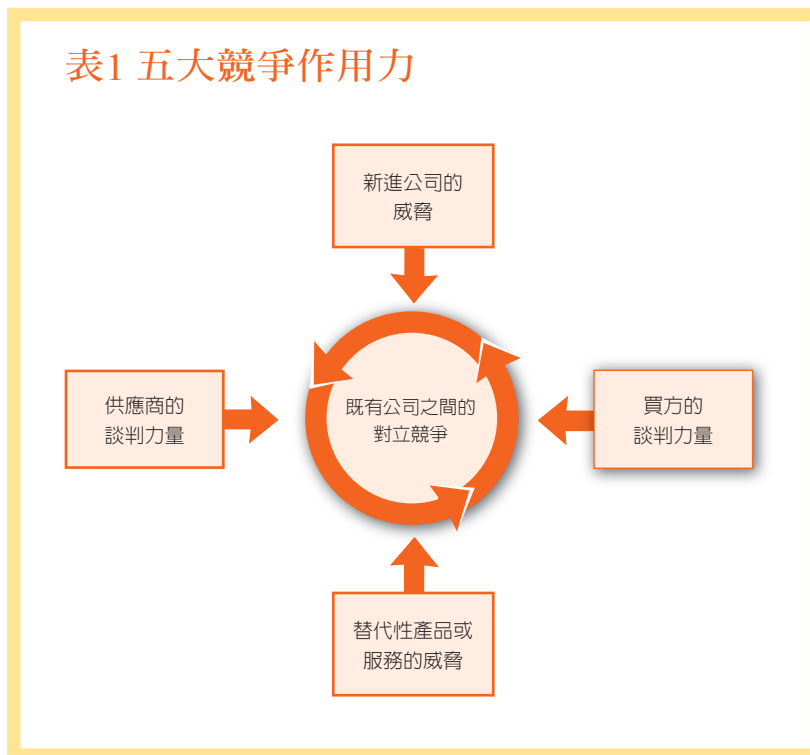 表1 五大競爭作用力
新進公司的
威脅
供應商的
談判力量
既有公司之間的
對立競爭
買方的
談判力量
替代性產品或
服務的威脅